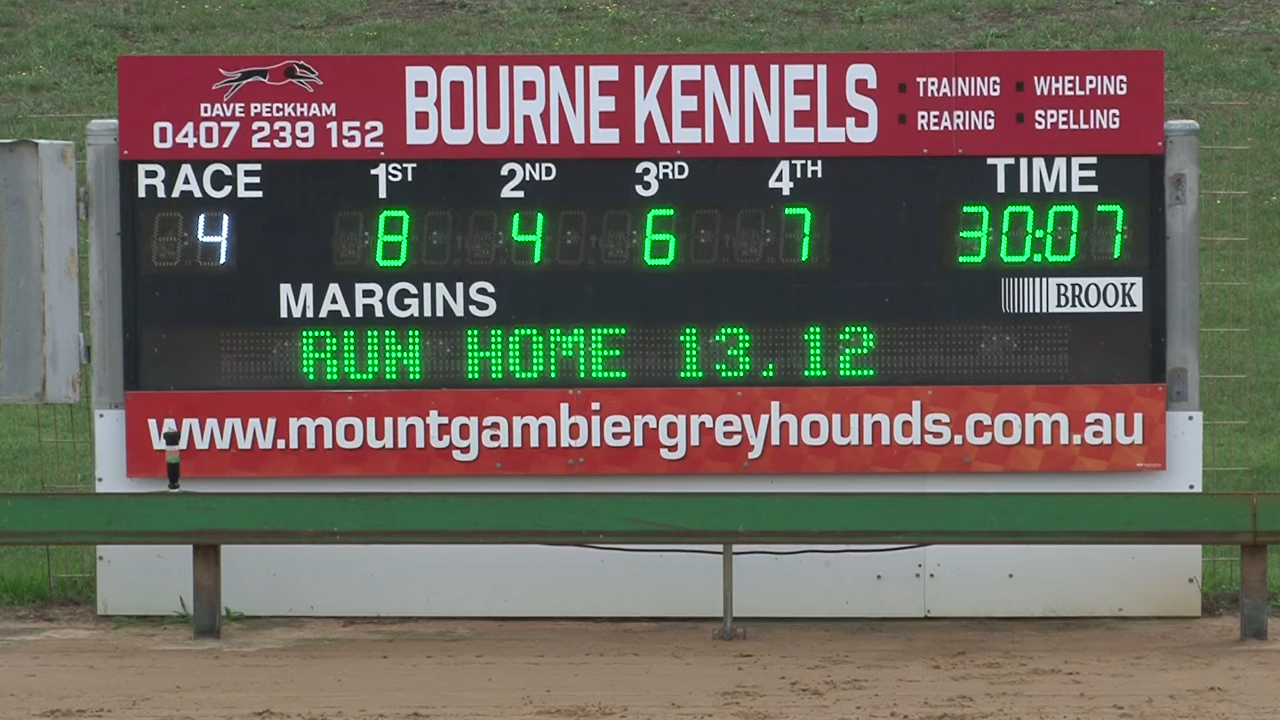 DAVE PECKHAM
0407 239 152
BOURNE KENNELS
TRAINING WHELPING
REARING SPELLING
RACE 1ST 2ND 3RD 4TH TIME
4 8 4 6 7 30:07
MARGINS
BROOK
RUN HOME 13.12
www.mountgambiergreyhounds.com.au